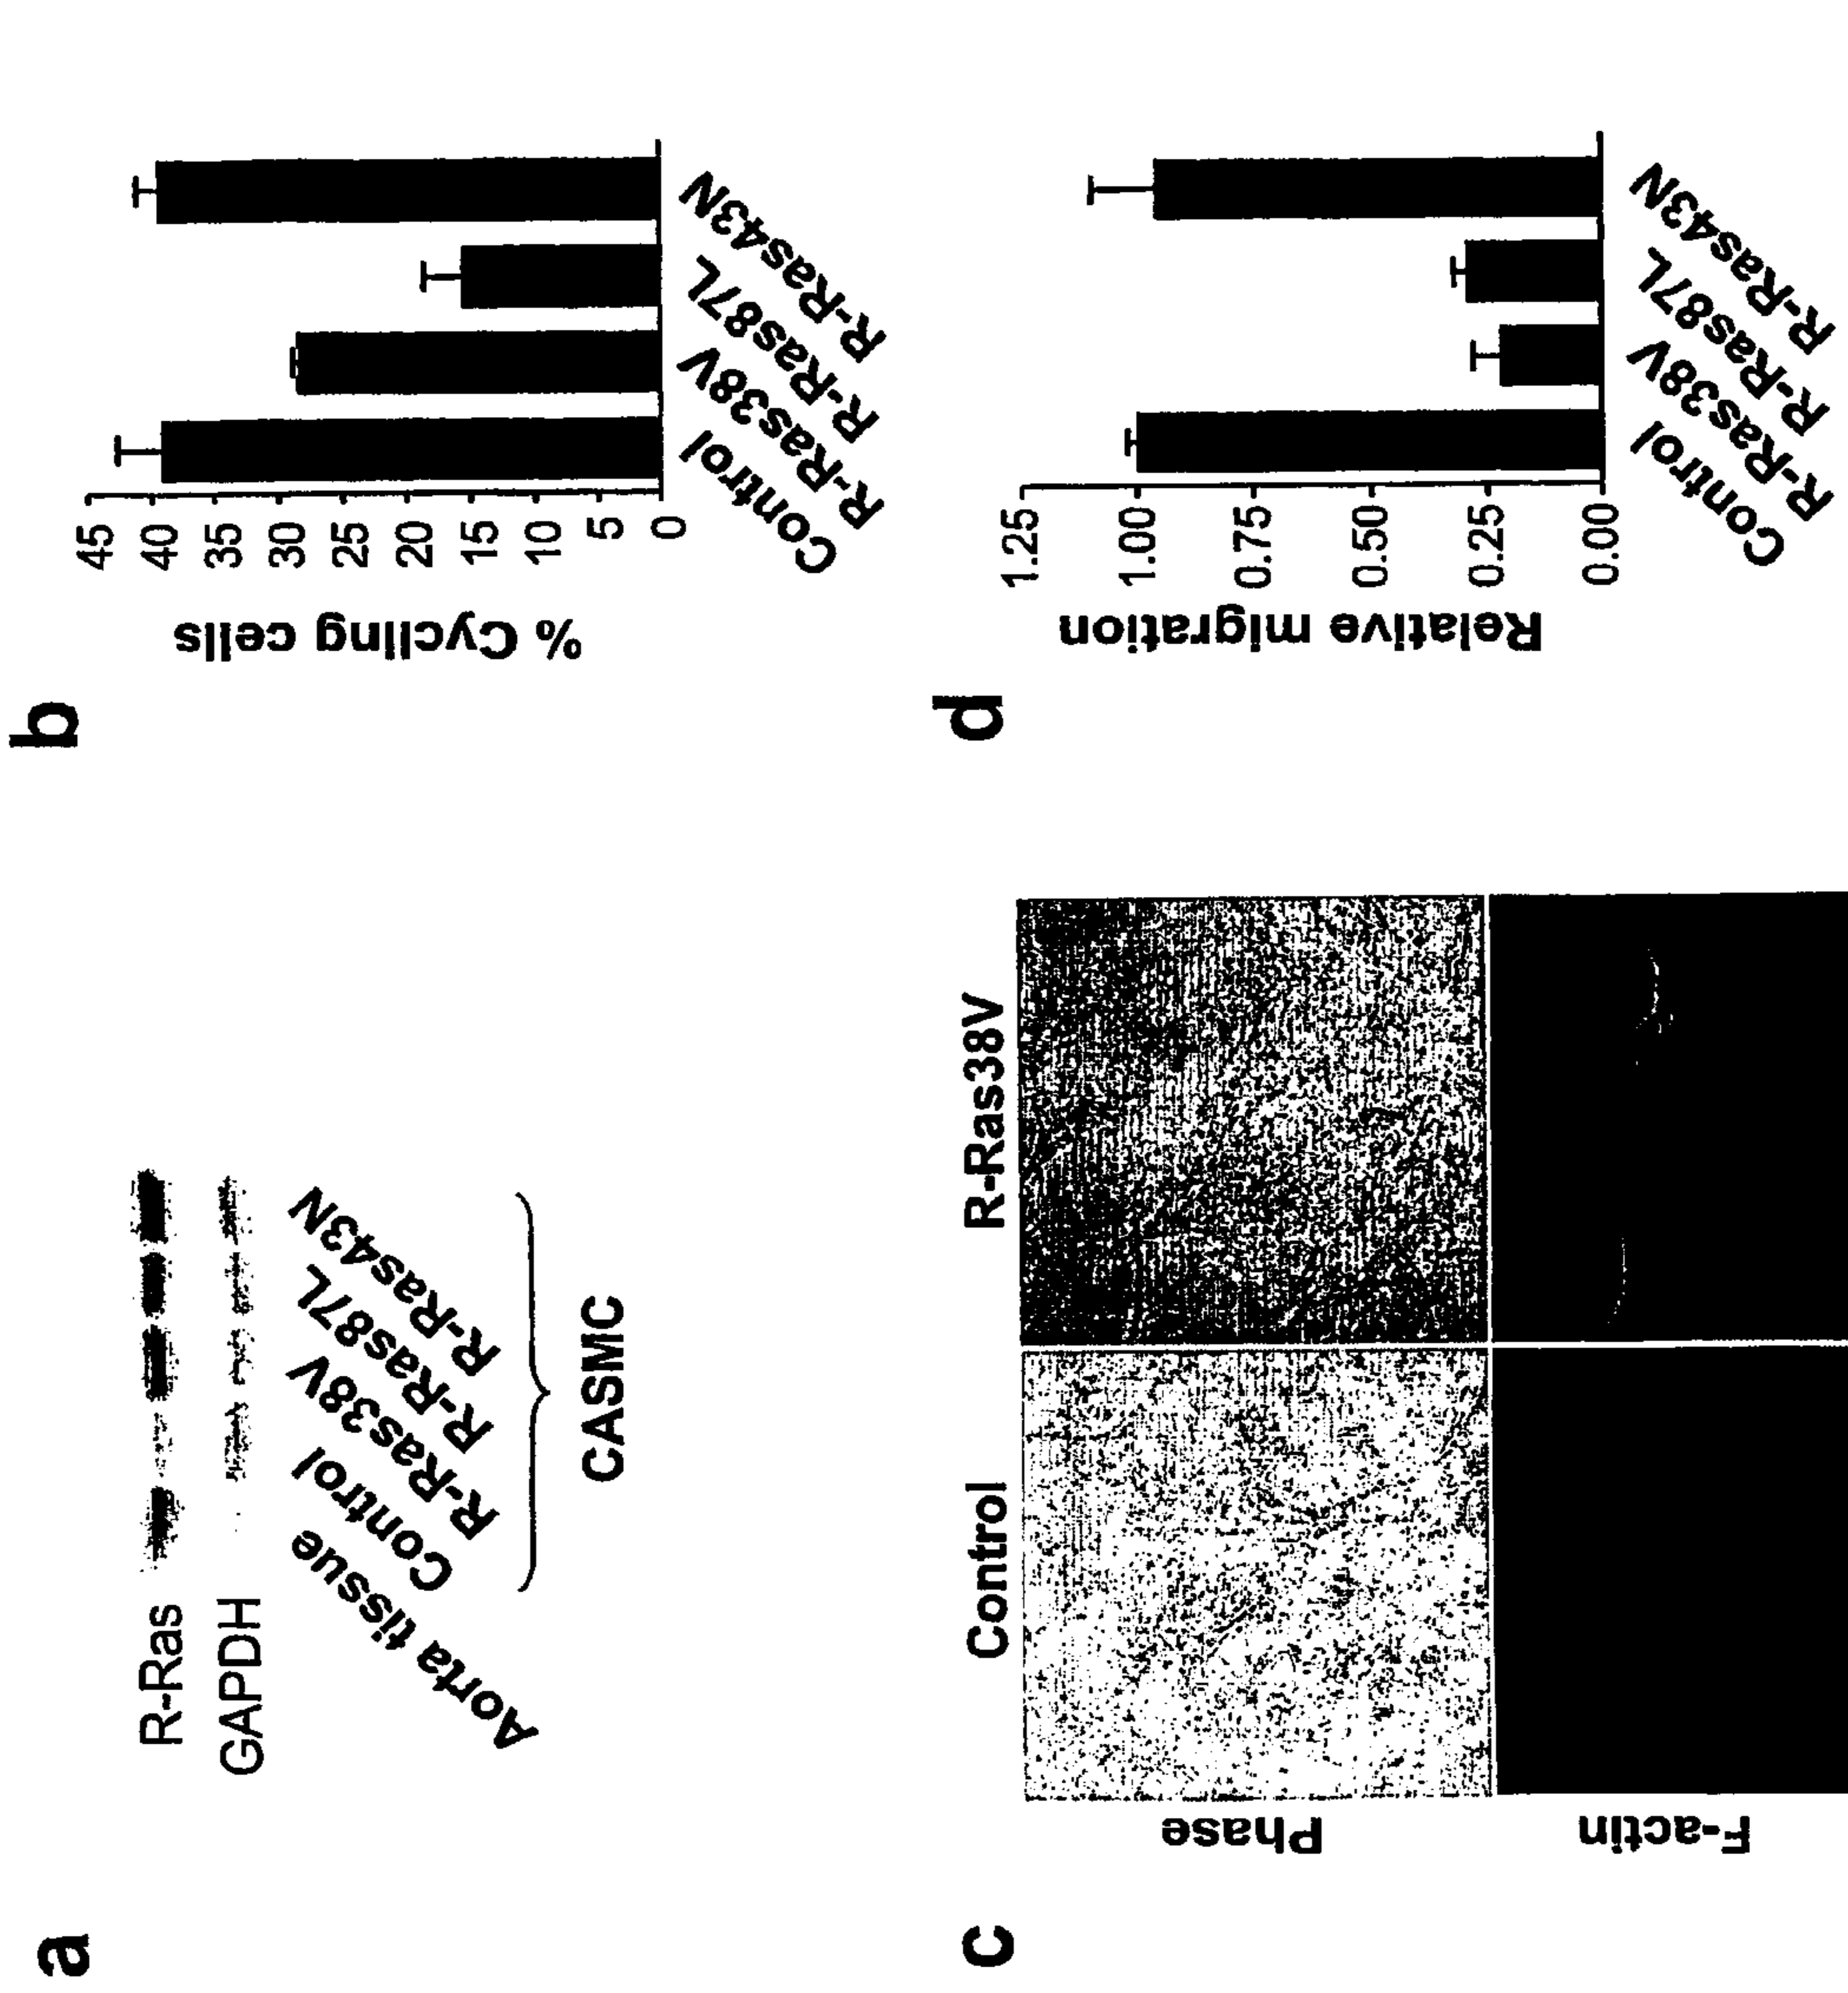 a
R-Ras
GAPDH
Aorta tissue
Control
R-Ras38V
R-Ras87L
R-Ras43N
CASMC
b
% Cycling cells
45
40
35
30
25
20
15
10
5
0
Control
R-Ras38V
R-Ras87L
R-Ras43N
c
Control
R-Ras38V
Phase
F-actin
d
Relative migration
1.25
1.00
0.75
0.50
0.25
0.00
Control
R-Ras38V
R-Ras87L
R-Ras43N